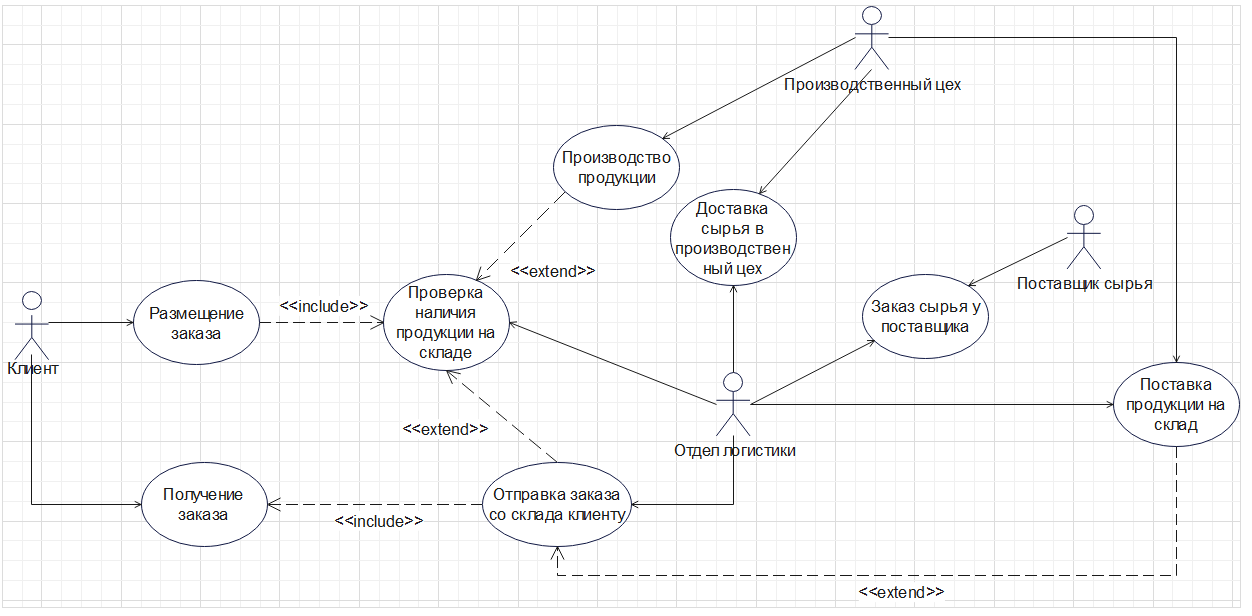 Производственный цех
Производство
продукции
Доставка
сырья в
производствен
ный цех
<<extend>>
Поставщик сырья
Размещение
заказа
<<include>>
Проверка
наличия
продукции на
складе
Заказ сырья у
поставщика
Клиент
Поставка
продукции на
склад
<<extend>>
Отдел логистики
Получение
заказа
<<include>>
Отправка заказа
со склада клиенту
<<extend>>